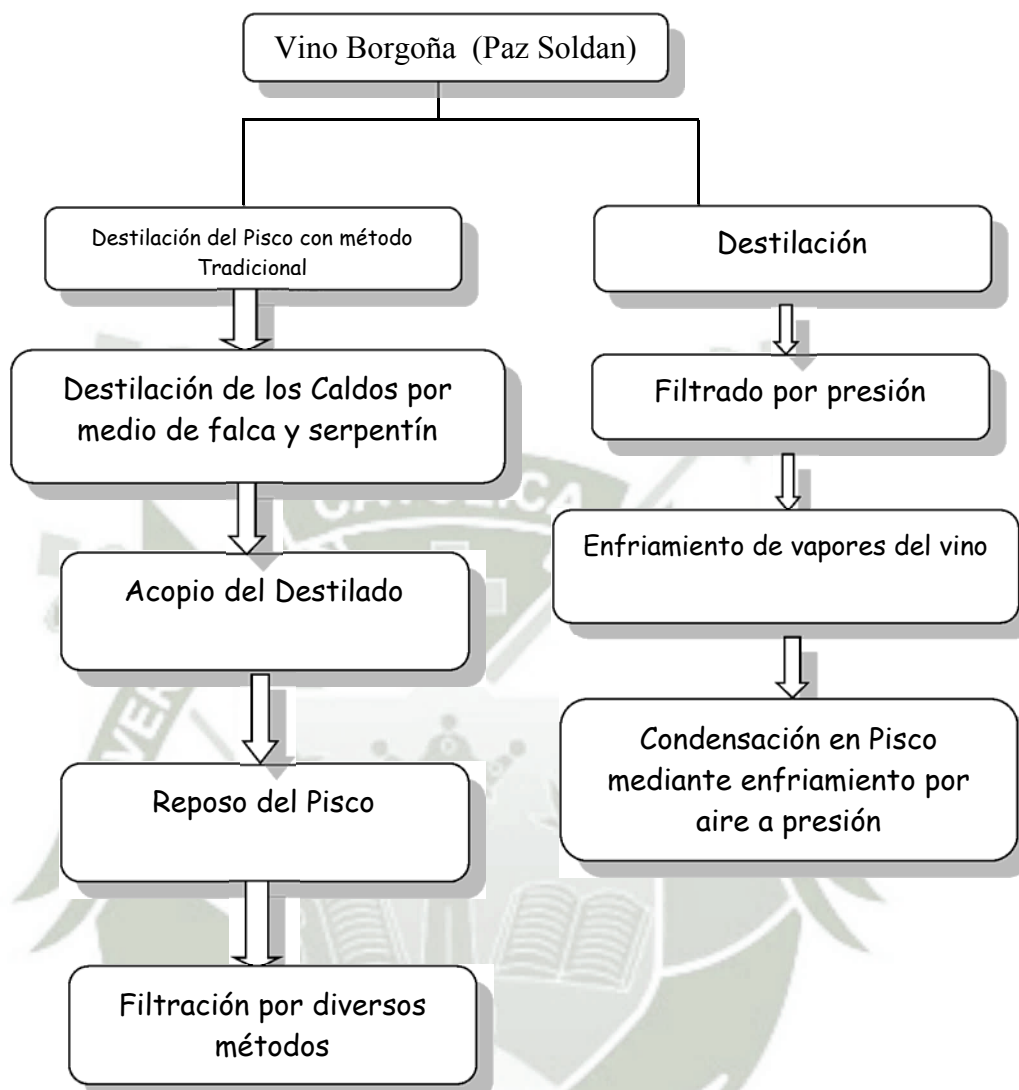 Vino Borgoña (Paz Soldan)
Destilación del Pisco con método
Tradicional
Destilación de los Caldos por
medio de falca y serpentín
Acopio del Destilado
Reposo del Pisco
Filtración por diversos
métodos
Destilación
Filtrado por presión
Enfriamiento de vapores del vino
Condensación en Pisco
mediante enfriamiento por
aire a presión